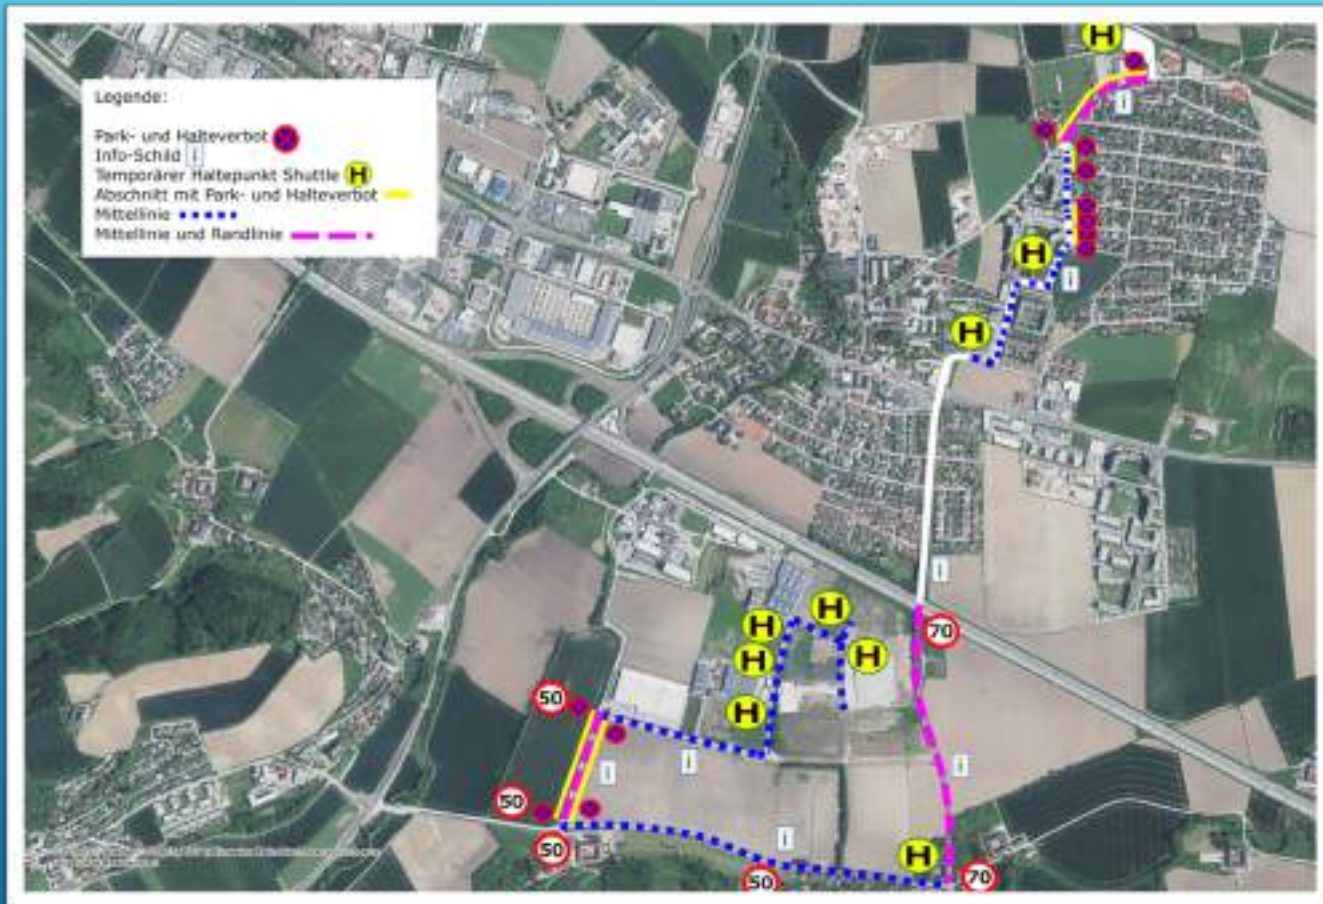 Legende:
Park- und Halteverbot
Info-Schild i
Temporärer Haltepunkt Shuttle H
Abschnitt mit Park- und Halteverbot
Mittellinie
Mittellinie und Randlinie
H
i
H
i
H
i
70
H
H
H
H
H
50
i
i
i
50
i
50
H
50
70